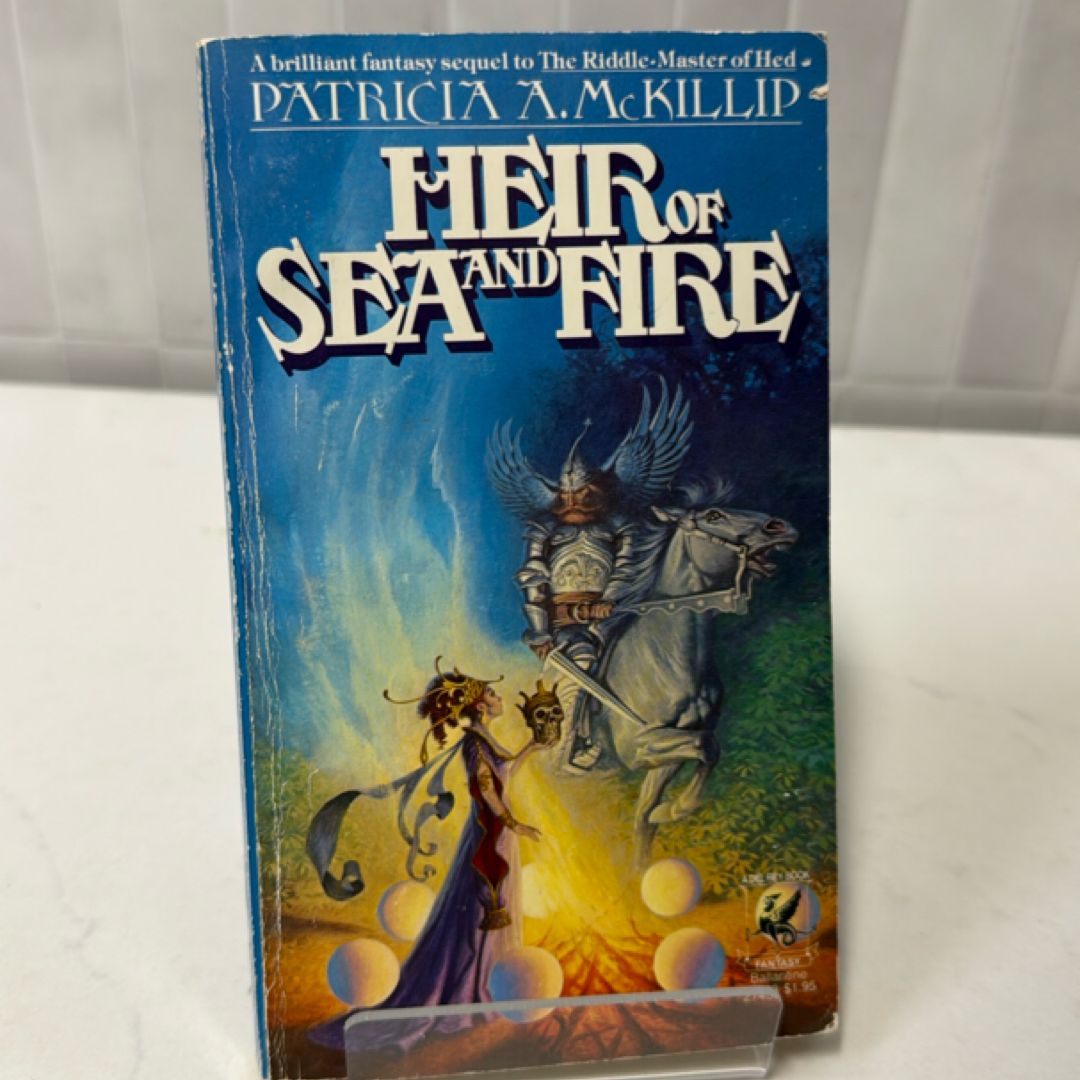 A brilliant fantasy sequel to The Riddle-Master of Hed
PATRICIA A. McKILLIP
HEIR OF
SEA AND FIRE
A DEL REY BOOK
FANTASY
Ballantine
$1.95